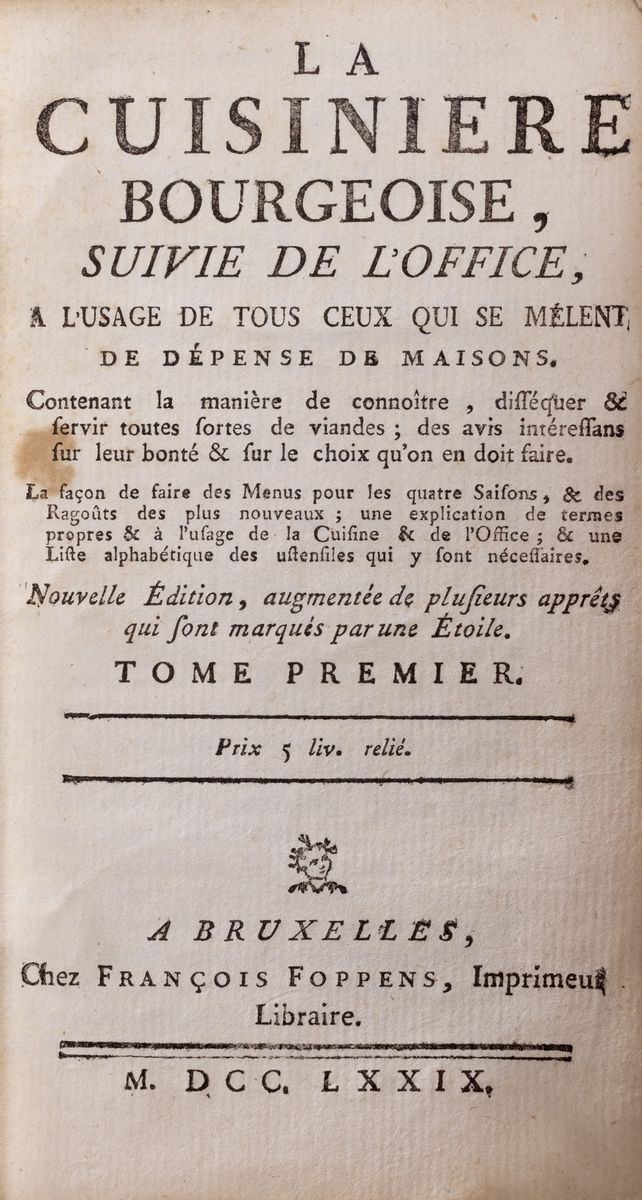 LA
CUISINIERE
BOURGEOISE,
SUIVIE DE L'OFFICE,
A L'USAGE DE TOUS CEUX QUI SE MÊLENT
DE DÉPENSE DE MAISONS.
Contenant la manière de connoître, diſſéquer &
ſervir toutes ſortes de viandes; des avis intéreſſans
ſur leur bonté & ſur le choix qu'on en doit faire.
La façon de faire des Menus pour les quatre Saiſons, & des
Ragoûts des plus nouveaux; une explication de termes
propres & à l'uſage de la Cuiſine & de l'Office; & une
Liſte alphabétique des uſtenſiles qui y ſont néceſſaires.
Nouvelle Édition, augmentée de pluſieurs apprêts
qui ſont marqués par une Étoile.
TOME PREMIER.
Prix 5 liv. relié.
A BRUXELLES,
Chez FRANÇOIS FOPPENS, Imprimeur
Libraire.
M. DCC. LXXIX.